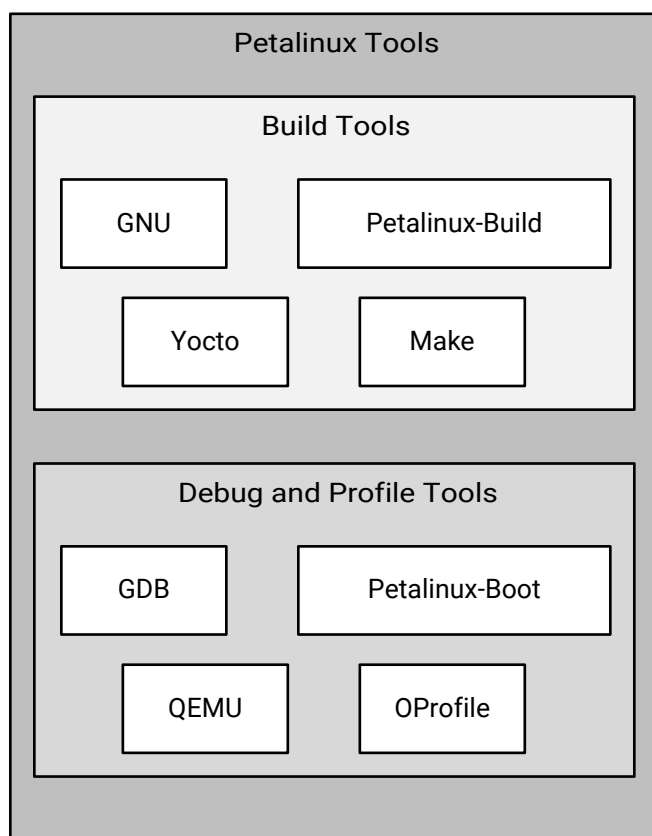 Petalinux Tools
Build Tools
GNU
Petalinux-Build
Yocto
Make
Debug and Profile Tools
GDB
Petalinux-Boot
QEMU
OProfile